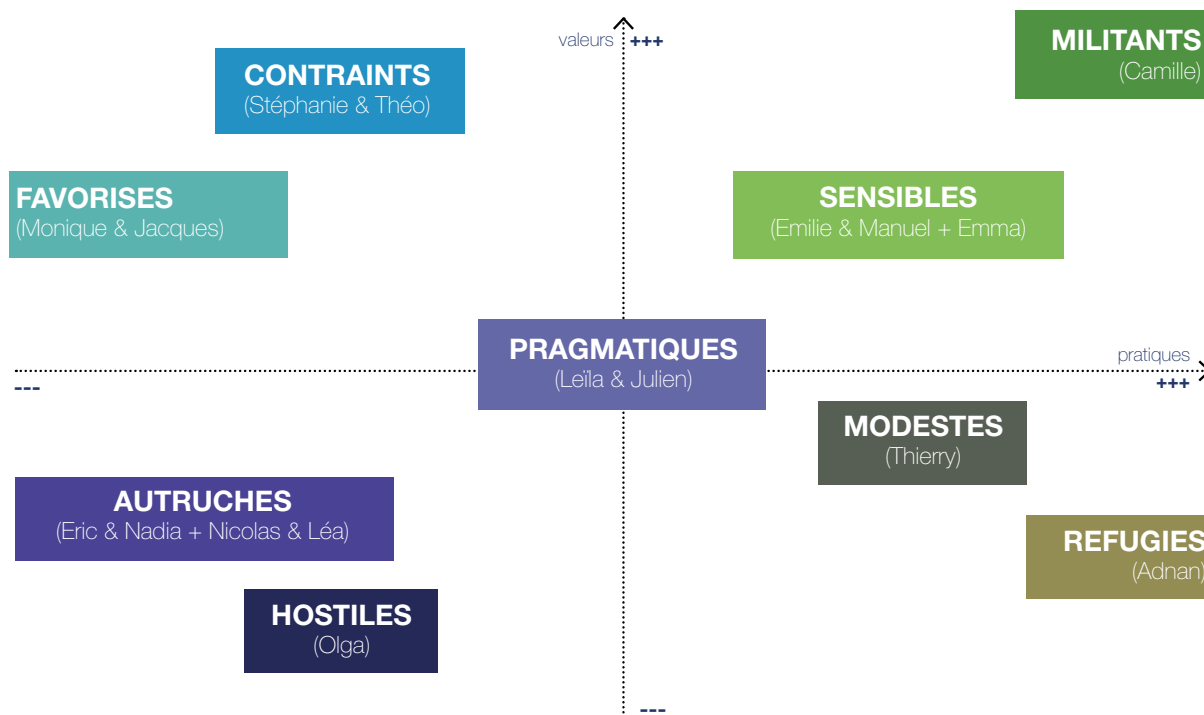 valeurs +++
MILITANTS
(Camille)
CONTRAINTS
(Stéphanie & Théo)
FAVORISES
(Monique & Jacques)
SENSIBLES
(Emilie & Manuel + Emma)
PRAGMATIQUES
(Leïla & Julien)
pratiques
+++
---
MODESTES
(Thierry)
AUTRUCHES
(Eric & Nadia + Nicolas & Léa)
REFUGIES
(Adnan)
HOSTILES
(Olga)
---